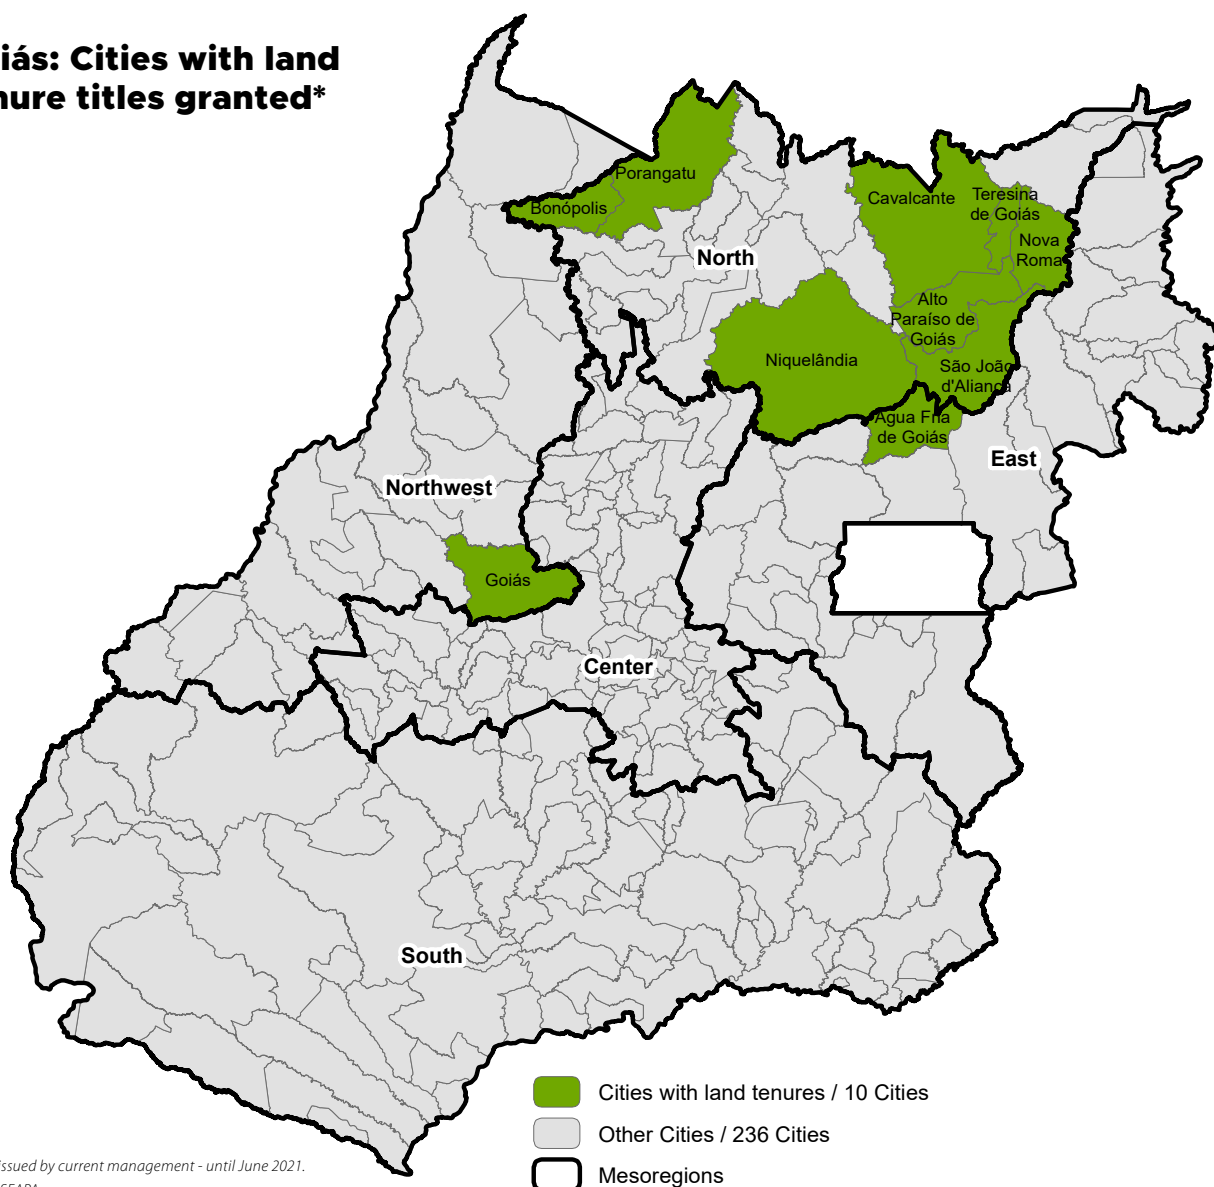 iás: Cities with land
nure titles granted*
Porangatu
Bonópolis
Cavalcante
Teresina
de Goiás
Nova
Roma
North
Alto
Paraíso de
Goiás
Niquelândia
São João
d'Aliança
Água Fria
de Goiás
East
Northwest
Goiás
Center
South
Cities with land tenures / 10 Cities
Other Cities / 236 Cities
Mesoregions
issued by current management - until June 2021.